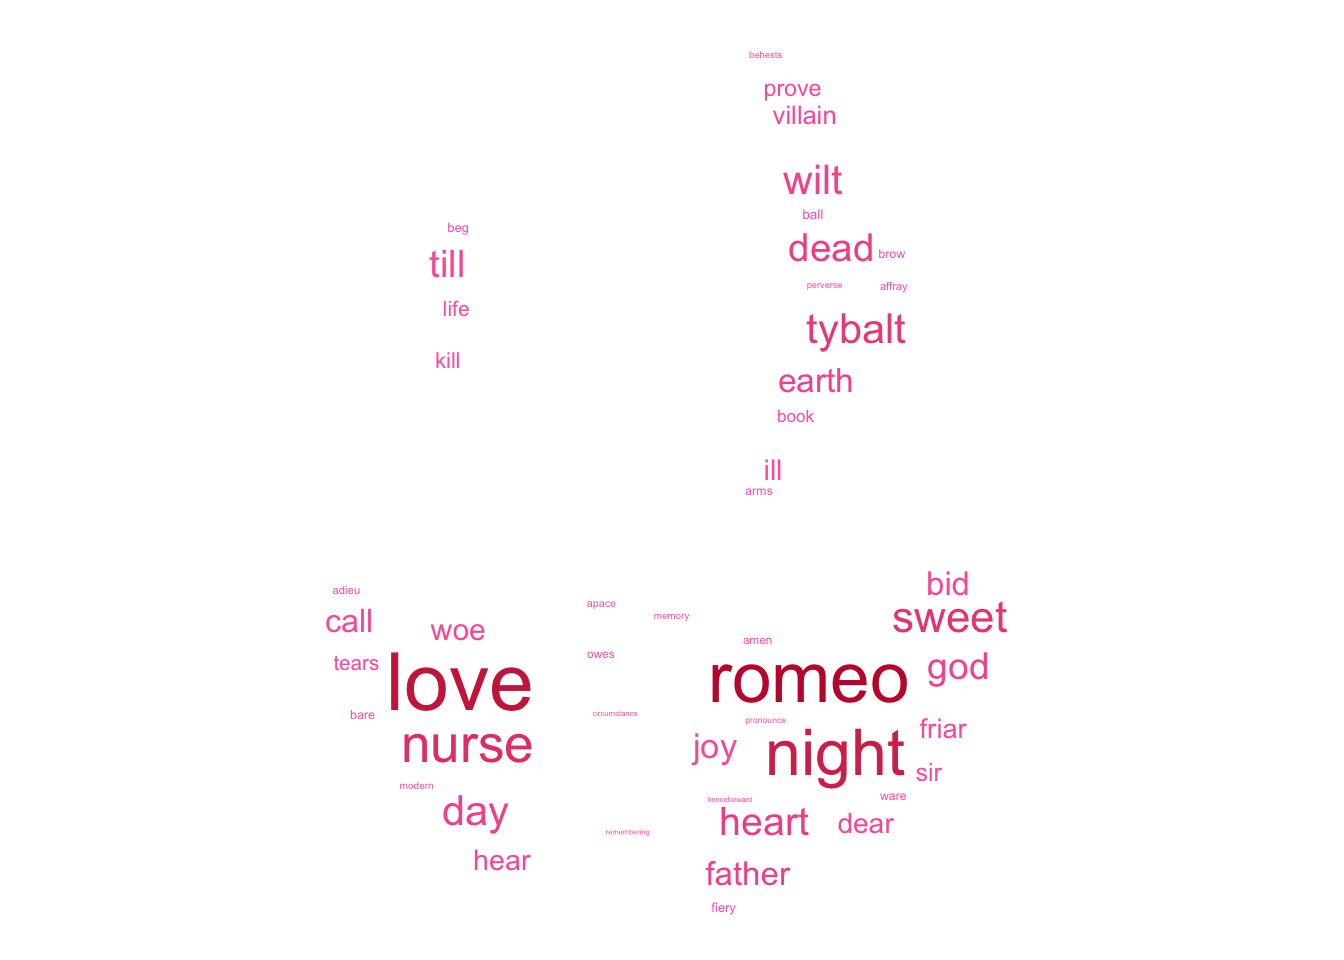 behests
prove
villain
wilt
ball
beg
dead
brow
till
perverse
affray
life
tybalt
kill
earth
book
ill
arms
bid
adieu
apace
sweet
call
memory
woe
amen
owes
tears
god
love
romeo
bare
circumstance
pronounce
friar
nurse
joy
night
sir
modern
ware
henceforward
day
heart
dear
remembering
hear
father
fiery